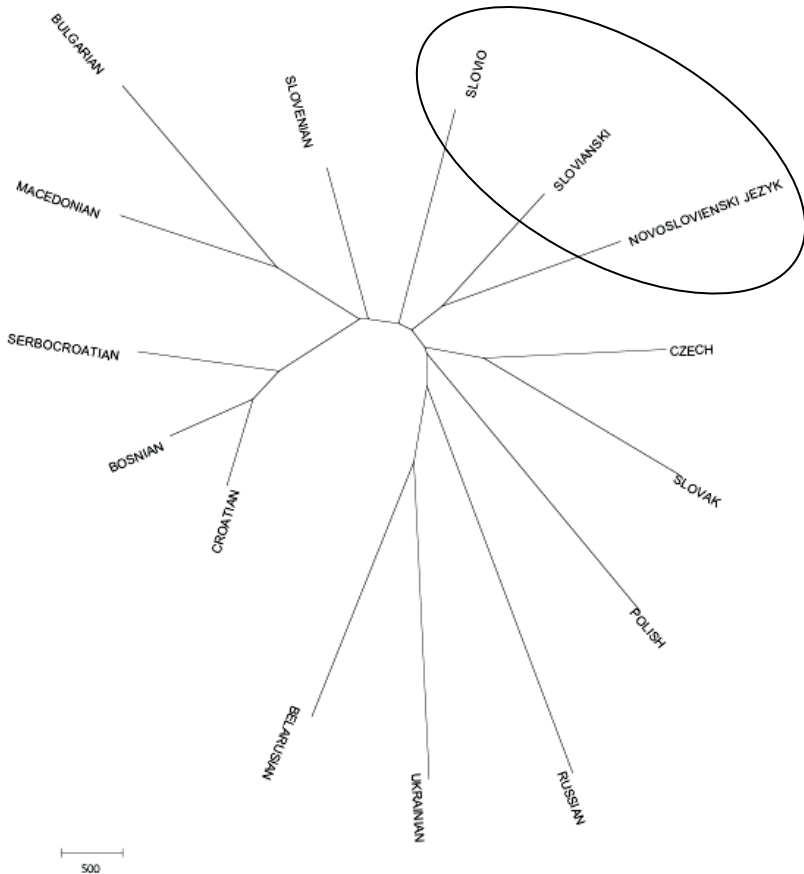 BULGARIAN
SLOVENIAN
SLOVIO
SLOVIANSKI
NOVOSLOVIENSKI JEZYK
MACEDONIAN
SERBOCROATIAN
CZECH
BOSNIAN
SLOVAK
CROATIAN
POLISH
BELARUSIAN
UKRAINIAN
RUSSIAN
500